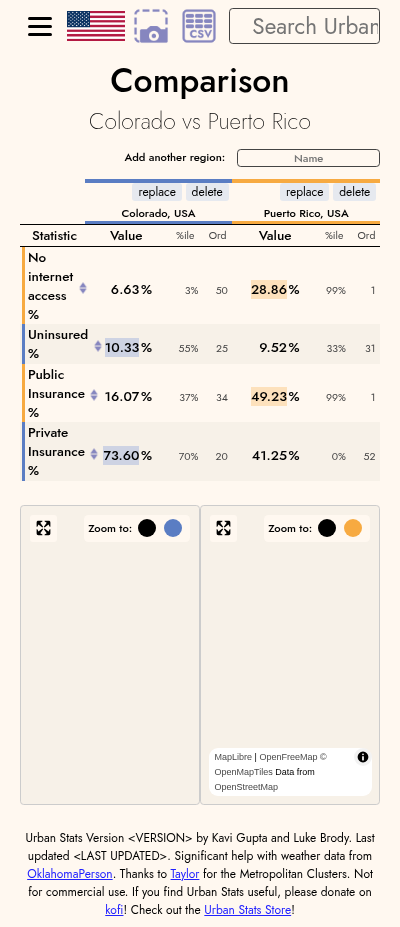 CSV
Search Urban
Comparison
Colorado vs Puerto Rico
Add another region:
Name
replace delete replace delete
Colorado, USA Puerto Rico, USA
Statistic Value %ile Ord Value %ile Ord
No
internet
access
%
6.63% 3% 50 28.86% 99% 1
Uninsured
%
10.33% 55% 25 9.52% 33% 31
Public
Insurance
%
16.07% 37% 34 49.23% 99% 1
Private
Insurance
%
73.60% 70% 20 41.25% 0% 52
Zoom to: Zoom to:
MapLibre | OpenFreeMap ©
OpenMapTiles Data from
OpenStreetMap
Urban Stats Version <VERSION> by Kavi Gupta and Luke Brody. Last
updated <LAST UPDATED>. Significant help with weather data from
OklahomaPerson. Thanks to Taylor for the Metropolitan Clusters. Not
for commercial use. If you find Urban Stats useful, please donate on
kofi! Check out the Urban Stats Store!